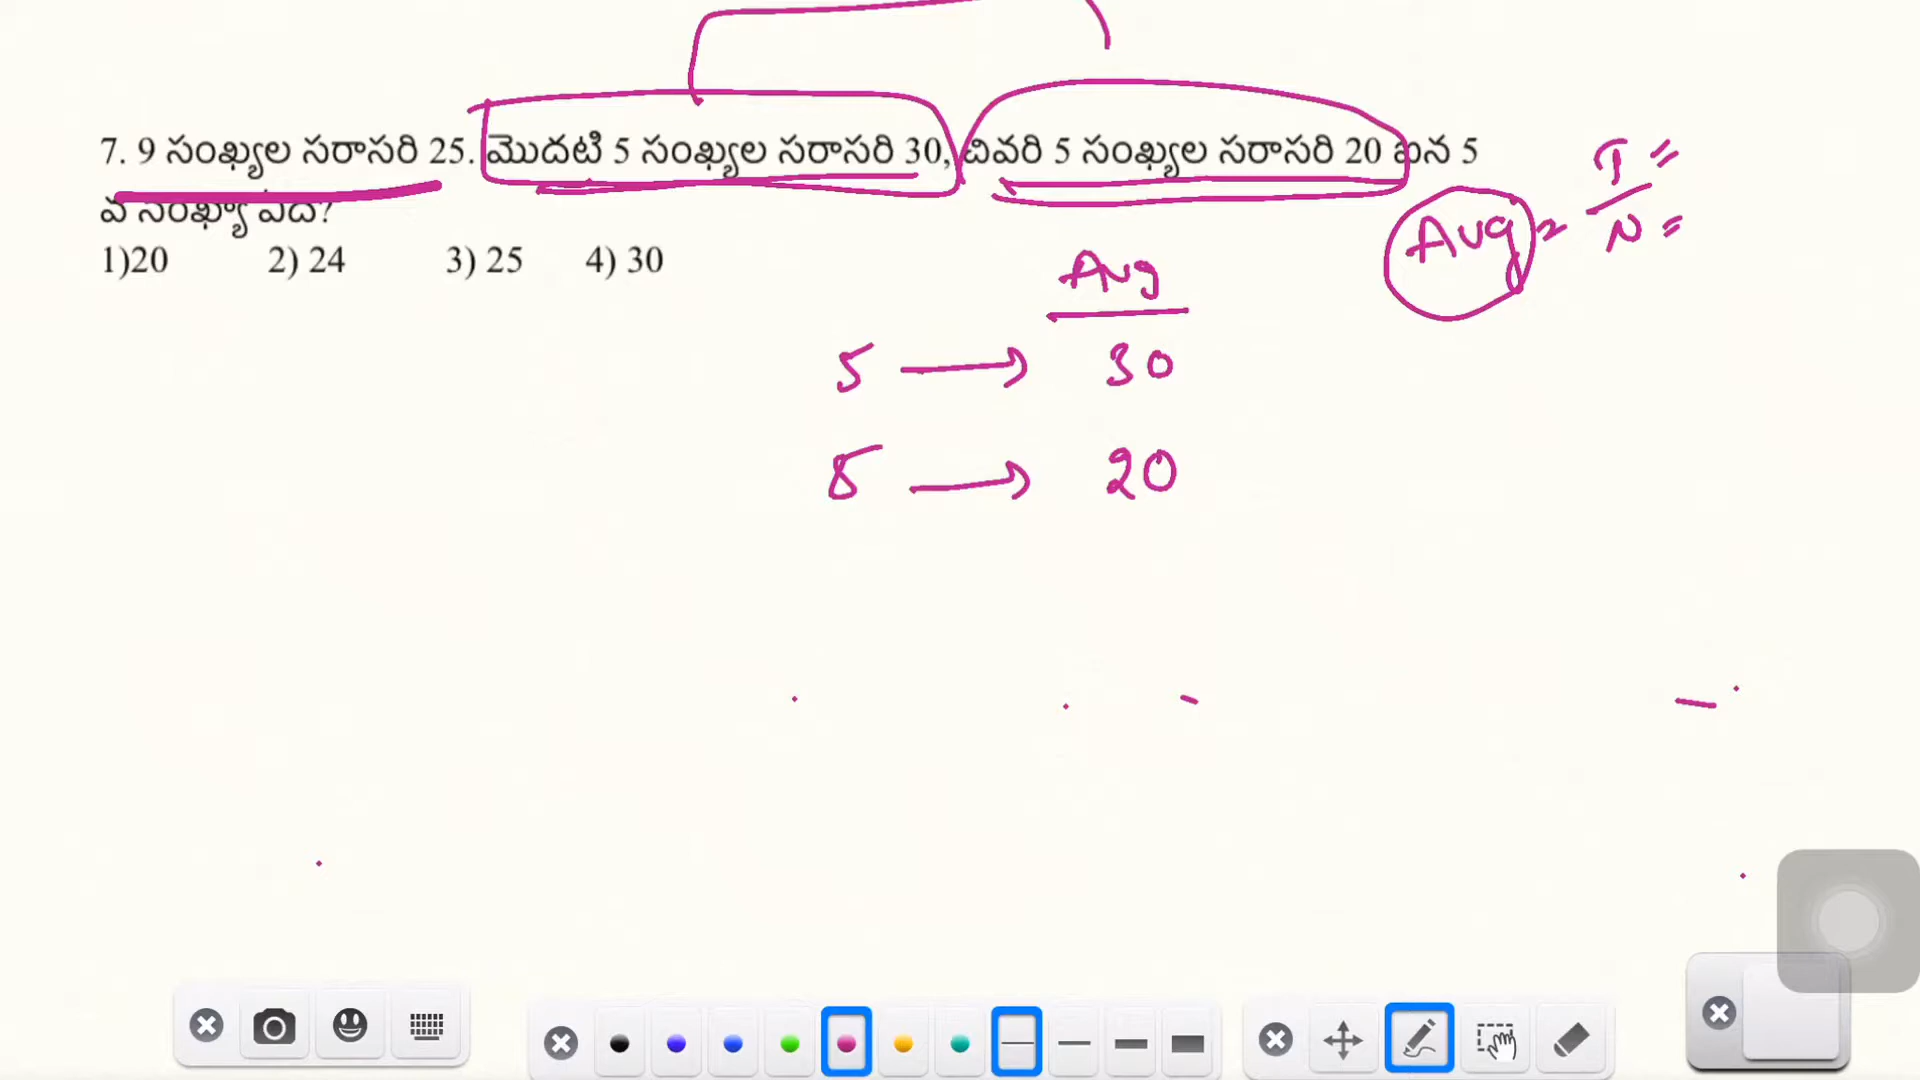 7. 9 సంఖ్యల సరాసరి 25. మొదటి 5 సంఖ్యల సరాసరి 30, చివరి 5 సంఖ్యల సరాసరి 20 ఐన 5
వ సంఖ్యా ఏది?
1)20 2) 24 3) 25 4) 30
Avg = T =
N =
Avg
5 → 30
5 → 20